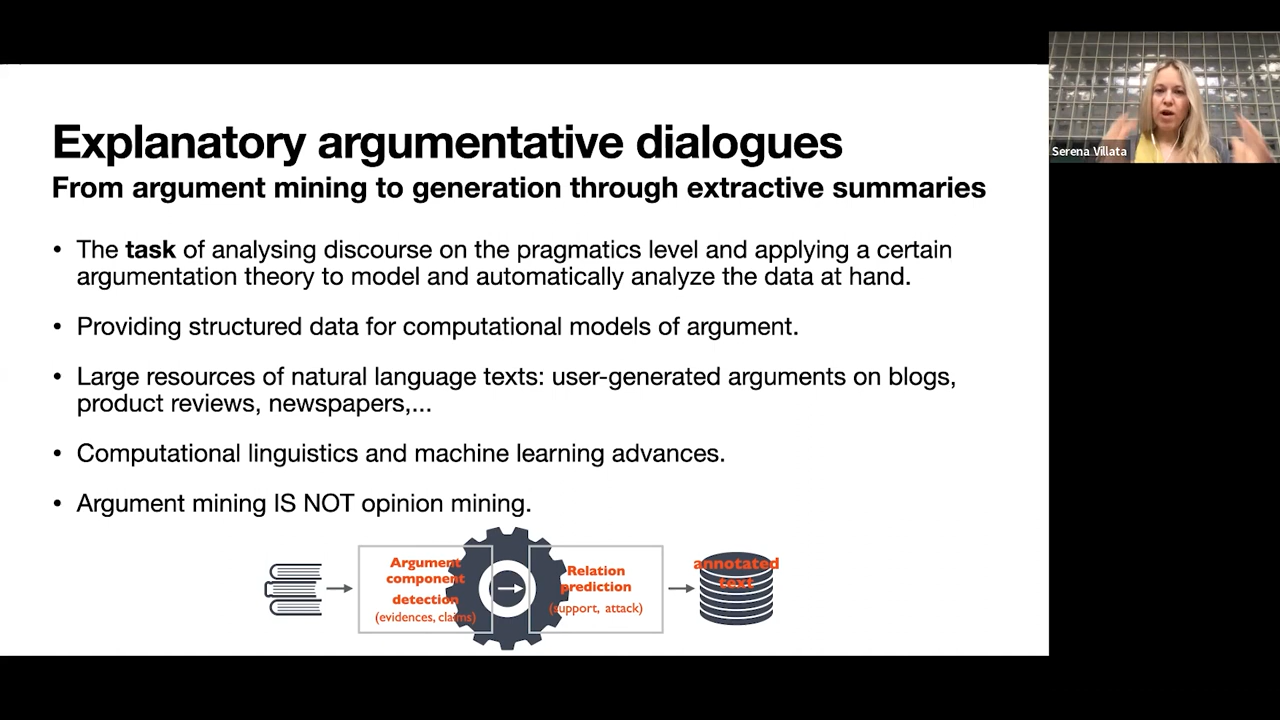 Explanatory argumentative dialogues
From argument mining to generation through extractive summaries
• The task of analysing discourse on the pragmatics level and applying a certain
argumentation theory to model and automatically analyze the data at hand.
• Providing structured data for computational models of argument.
• Large resources of natural language texts: user-generated arguments on blogs,
product reviews, newspapers,...
• Computational linguistics and machine learning advances.
• Argument mining IS NOT opinion mining.
Argument
component
detection
(evidences, claims)
Relation
prediction
(support, attack)
annotated
text
Serena Villata